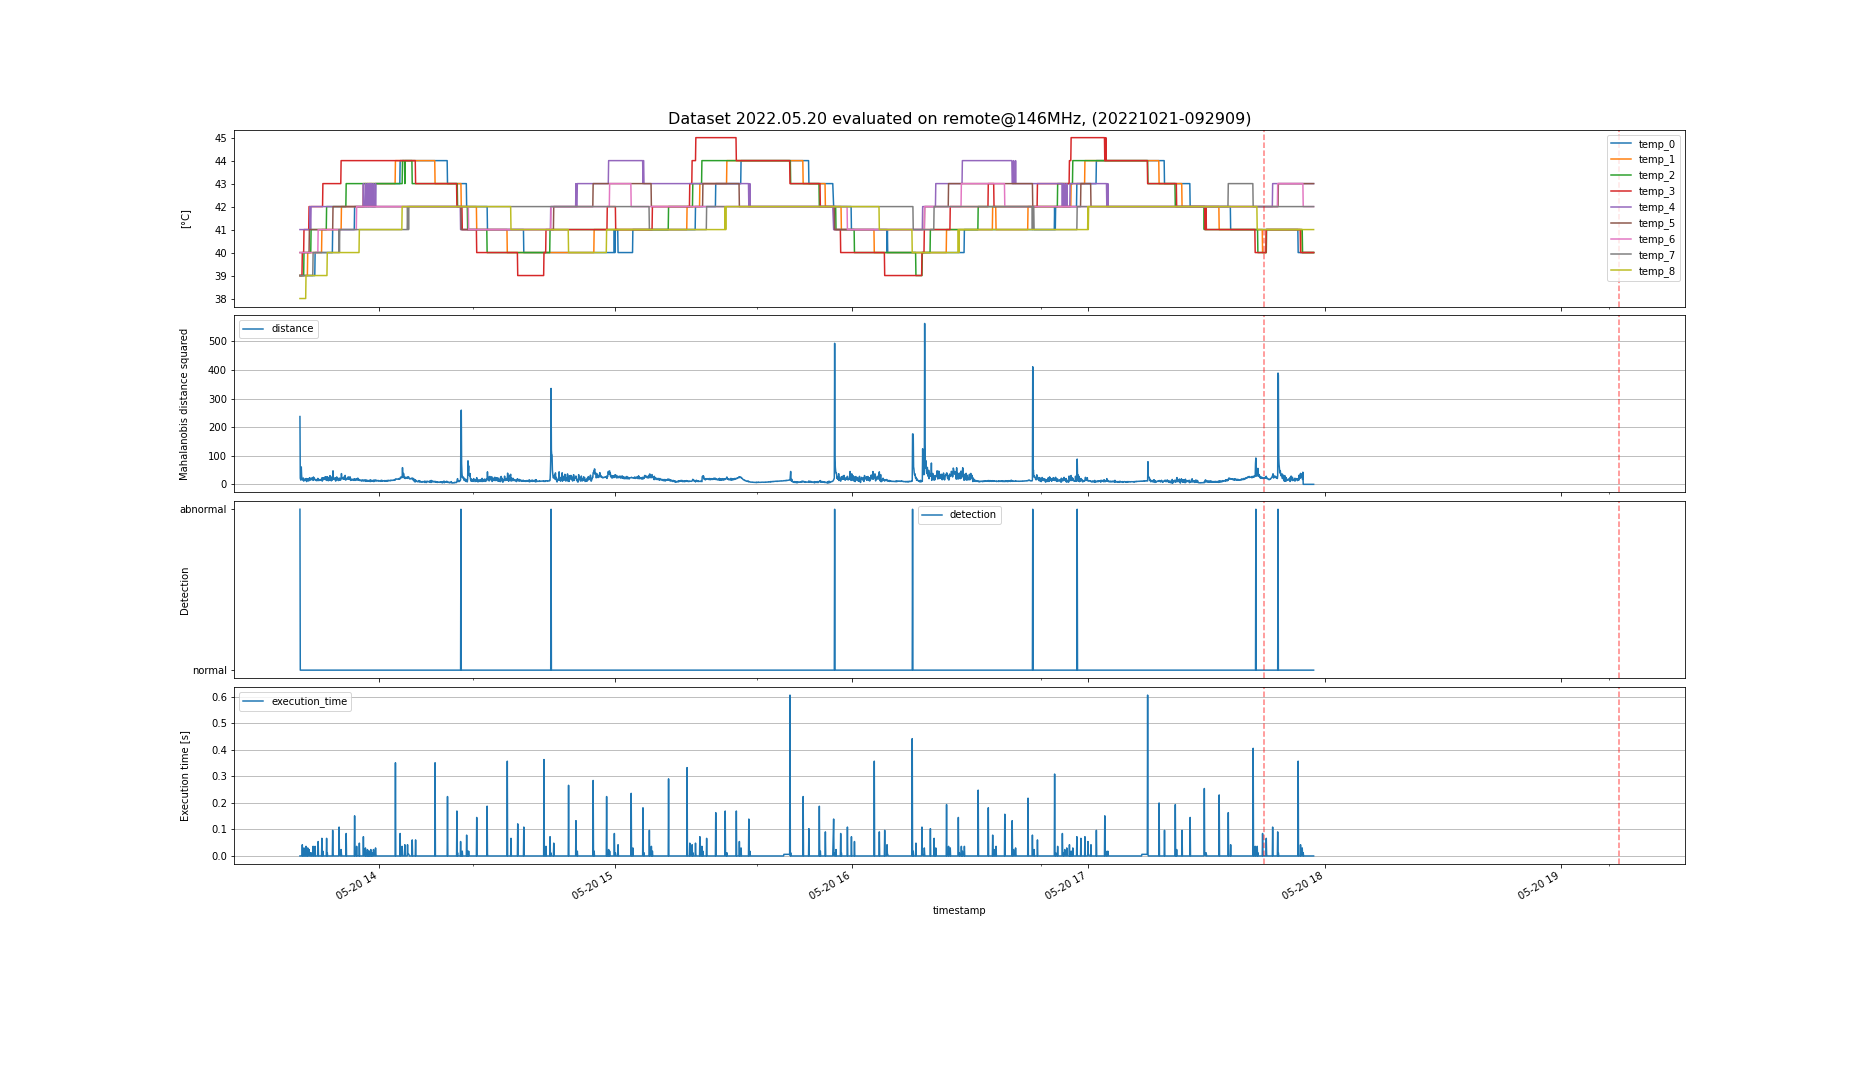 Dataset 2022.05.20 evaluated on remote@146MHz, (20221021-092909)
45
44
43
42
41
40
39
38
[°C]
temp_0
temp_1
temp_2
temp_3
temp_4
temp_5
temp_6
temp_7
temp_8
distance
500
400
300
200
100
0
Mahalanobis distance squared
detection
abnormal
normal
Detection
execution_time
0.6
0.5
0.4
0.3
0.2
0.1
0.0
Execution time [s]
05-20 14
05-20 15
05-20 16
05-20 17
05-20 18
05-20 19
timestamp